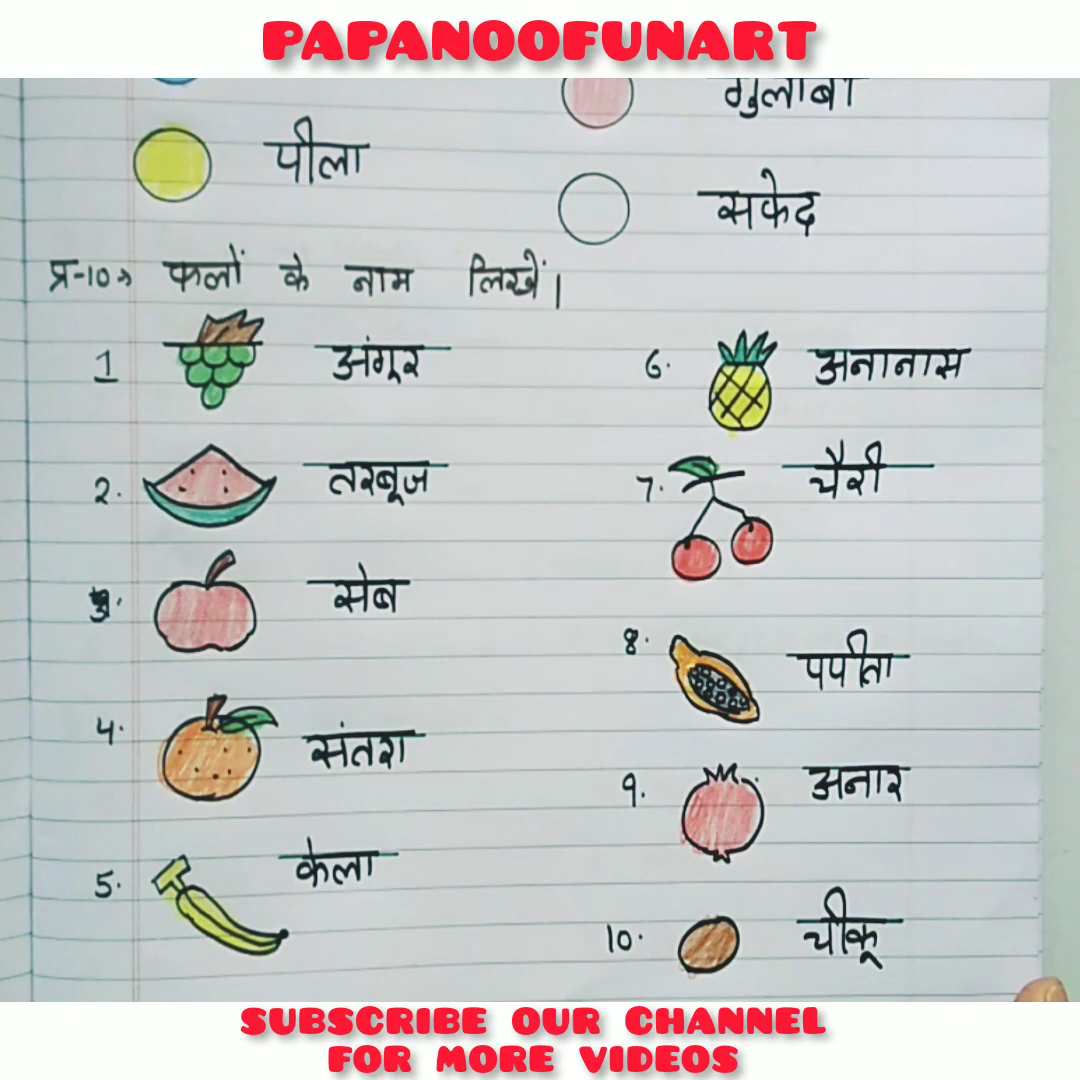 PAPANOOFUNART
गुलाबी
पीला
सफेद
प्र-10→ फलों के नाम लिखें।
1 अंगूर
2. तरबूज
3. सेब
4. संतरा
5. केला
6. अनानास
7. चैरी
8. पपीता
9. अनार
10. चीकू
SUBSCRIBE OUR CHANNEL
FOR MORE VIDEOS